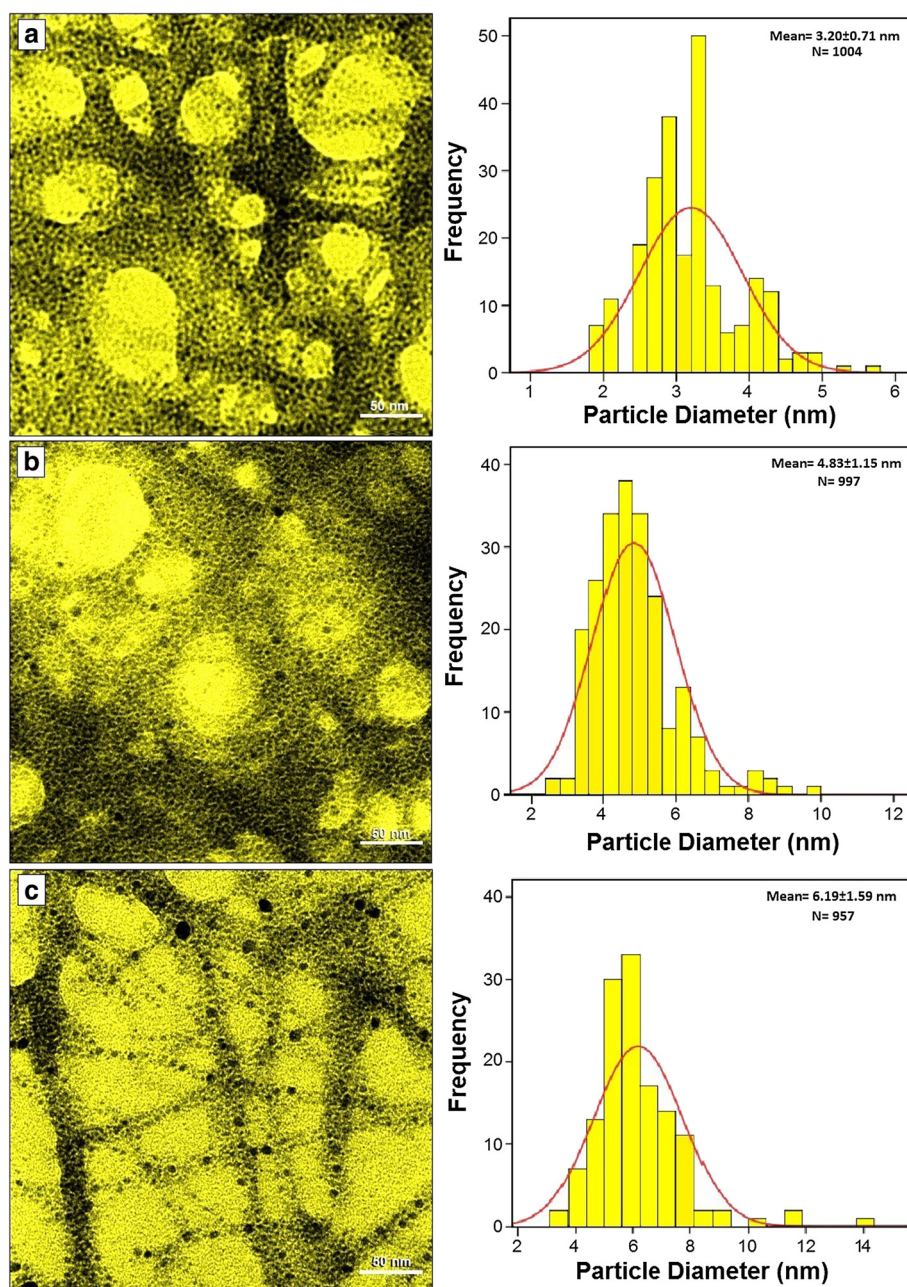 a
50 nm
Mean= 3.20±0.71 nm
N= 1004
Frequency
50
40
30
20
10
0
1 2 3 4 5 6
Particle Diameter (nm)
b
50 nm
Mean= 4.83±1.15 nm
N= 997
Frequency
40
30
20
10
0
2 4 6 8 10 12
Particle Diameter (nm)
c
50 nm
Mean= 6.19±1.59 nm
N= 957
Frequency
40
30
20
10
0
2 4 6 8 10 12 14
Particle Diameter (nm)